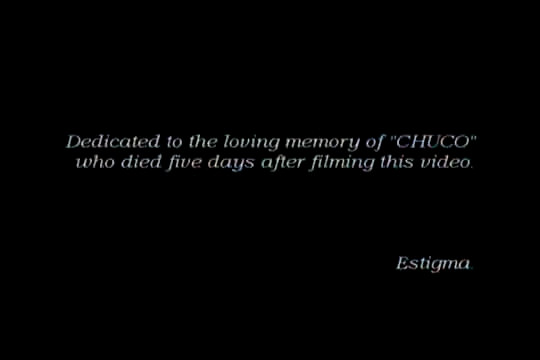 Dedicated to the loving memory of "CHUCO"
who died five days after filming this video.
Estigma.